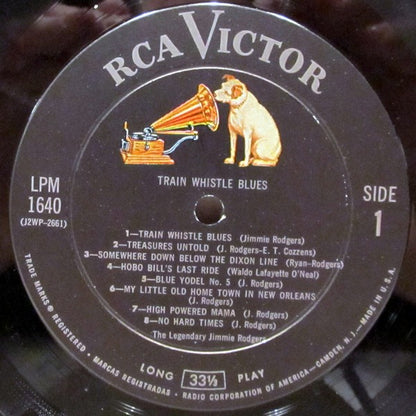 RCA VICTOR
TRAIN WHISTLE BLUES
LPM
1640
(J2WP-2661)
SIDE
1
1—TRAIN WHISTLE BLUES (Jimmie Rodgers)
2—TREASURES UNTOLD (J. Rodgers-E. T. Cozzens)
3—SOMEWHERE DOWN BELOW THE DIXON LINE (Ryan-Rodgers)
4—HOBO BILL'S LAST RIDE (Waldo Lafayette O'Neal)
5—BLUE YODEL No. 5 (J. Rodgers)
6—MY LITTLE OLD HOME TOWN IN NEW ORLEANS
(J. Rodgers)
7—HIGH POWERED MAMA (J. Rodgers)
8—NO HARD TIMES (J. Rodgers)
The Legendary Jimmie Rodgers
LONG 33⅓ PLAY
TRADE MARKS ® REGISTERED • MARCAS REGISTRADAS • RADIO CORPORATION OF AMERICA—CAMDEN, N.J.—MADE IN U.S.A.